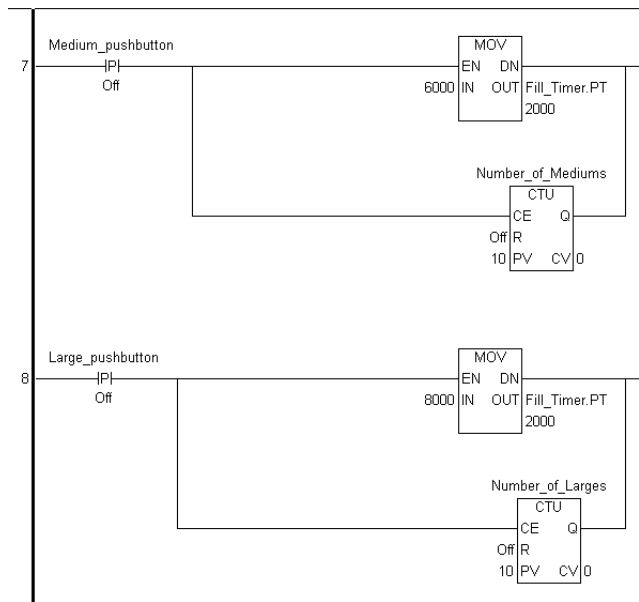 Medium_pushbutton
MOV
7
P
EN DN
Off
6000 IN OUT Fill_Timer.PT
2000
Number_of_Mediums
CTU
CE Q
Off R
10 PV CV 0
Large_pushbutton
MOV
8
P
EN DN
Off
8000 IN OUT Fill_Timer.PT
2000
Number_of_Larges
CTU
CE Q
Off R
10 PV CV 0